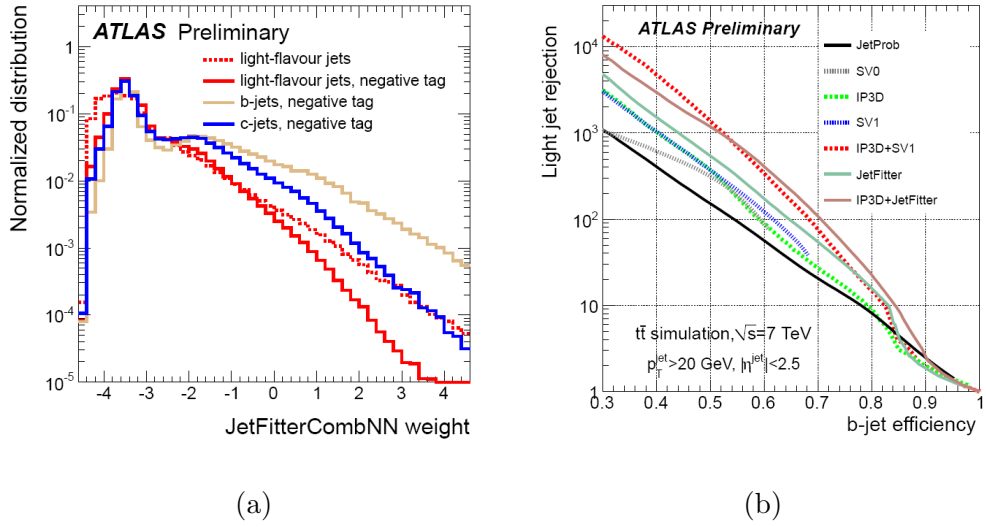 ATLAS Preliminary
light-flavour jets
light-flavour jets, negative tag
b-jets, negative tag
c-jets, negative tag
Normalized distribution
1
10⁻¹
10⁻²
10⁻³
10⁻⁴
10⁻⁵
-4 -3 -2 -1 0 1 2 3 4
JetFitterCombNN weight
(a)
ATLAS Preliminary
JetProb
SV0
IP3D
SV1
IP3D+SV1
JetFitter
IP3D+JetFitter
Light jet rejection
10⁴
10³
10²
10
1
tt̄ simulation,√s=7 TeV
p_T^jet>20 GeV, |η^jet|<2.5
0.3 0.4 0.5 0.6 0.7 0.8 0.9 1
b-jet efficiency
(b)